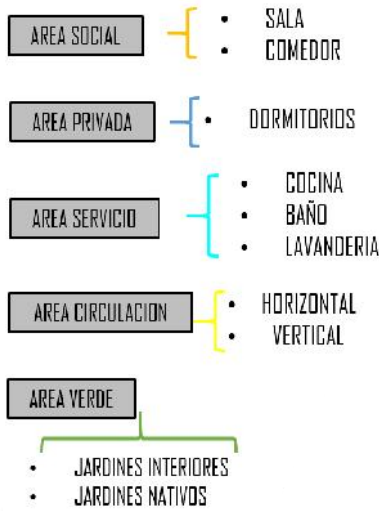 AREA SOCIAL
• SALA
• COMEDOR
AREA PRIVADA
• DORMITORIOS
AREA SERVICIO
• COCINA
• BAÑO
• LAVANDERIA
AREA CIRCULACION
• HORIZONTAL
• VERTICAL
AREA VERDE
• JARDINES INTERIORES
• JARDINES NATIVOS